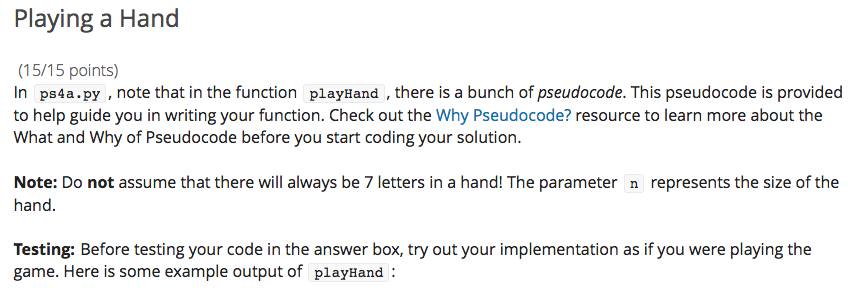 Playing a Hand
(15/15 points)
In ps4a.py , note that in the function playHand , there is a bunch of pseudocode. This pseudocode is provided
to help guide you in writing your function. Check out the Why Pseudocode? resource to learn more about the
What and Why of Pseudocode before you start coding your solution.
Note: Do not assume that there will always be 7 letters in a hand! The parameter n represents the size of the
hand.
Testing: Before testing your code in the answer box, try out your implementation as if you were playing the
game. Here is some example output of playHand :